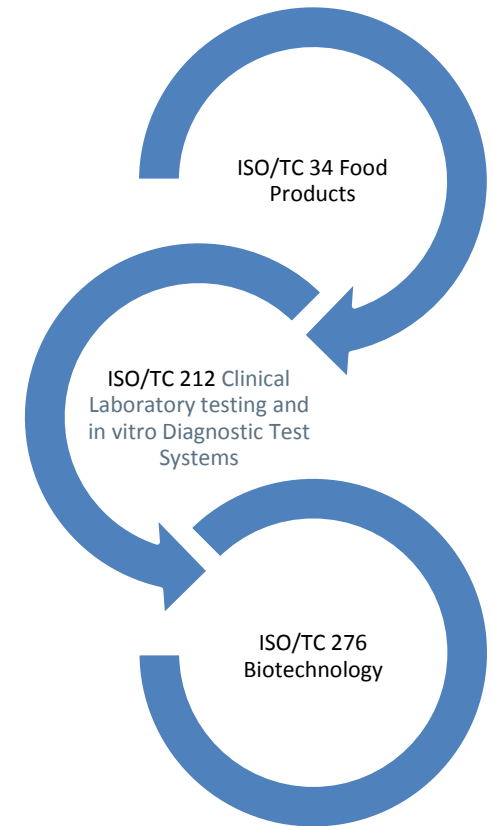 ISO/TC 34 Food
Products
ISO/TC 212 Clinical
Laboratory testing and
in vitro Diagnostic Test
Systems
ISO/TC 276
Biotechnology